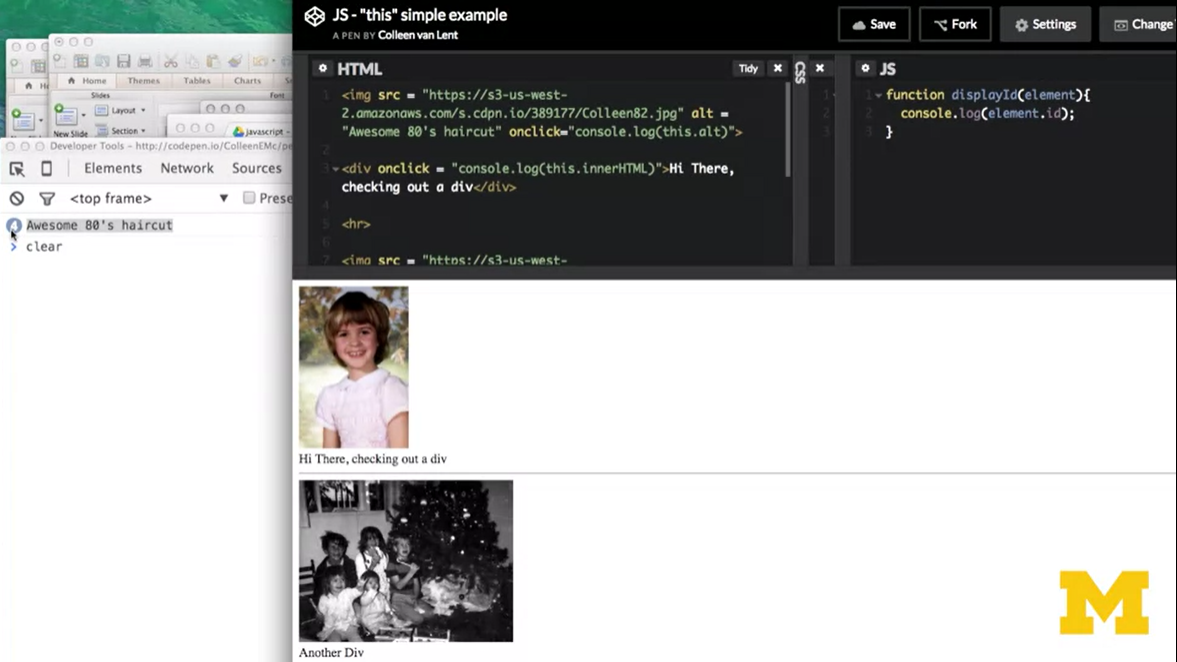 JS - "this" simple example
A PEN BY Colleen van Lent
Save
Fork
Settings
Change
Home
Themes
Tables
Charts
Slides
Font
New Slide
Layout
Section
javascript -
Developer Tools - http://codepen.io/ColleenEMc/pe
Elements
Network
Sources
<top frame>
Prese
4 Awesome 80's haircut
> clear
HTML
Tidy
1 <img src = "https://s3-us-west-
2.amazonaws.com/s.cdpn.io/389177/Colleen82.jpg" alt =
"Awesome 80's haircut" onclick="console.log(this.alt)">
2
3 <div onclick = "console.log(this.innerHTML)">Hi There,
checking out a div</div>
4
5 <hr>
6
7 <img src = "https://s3-us-west-
CSS
1
2
3
JS
1 function displayId(element){
2 console.log(element.id);
3 }
Hi There, checking out a div
Another Div
M